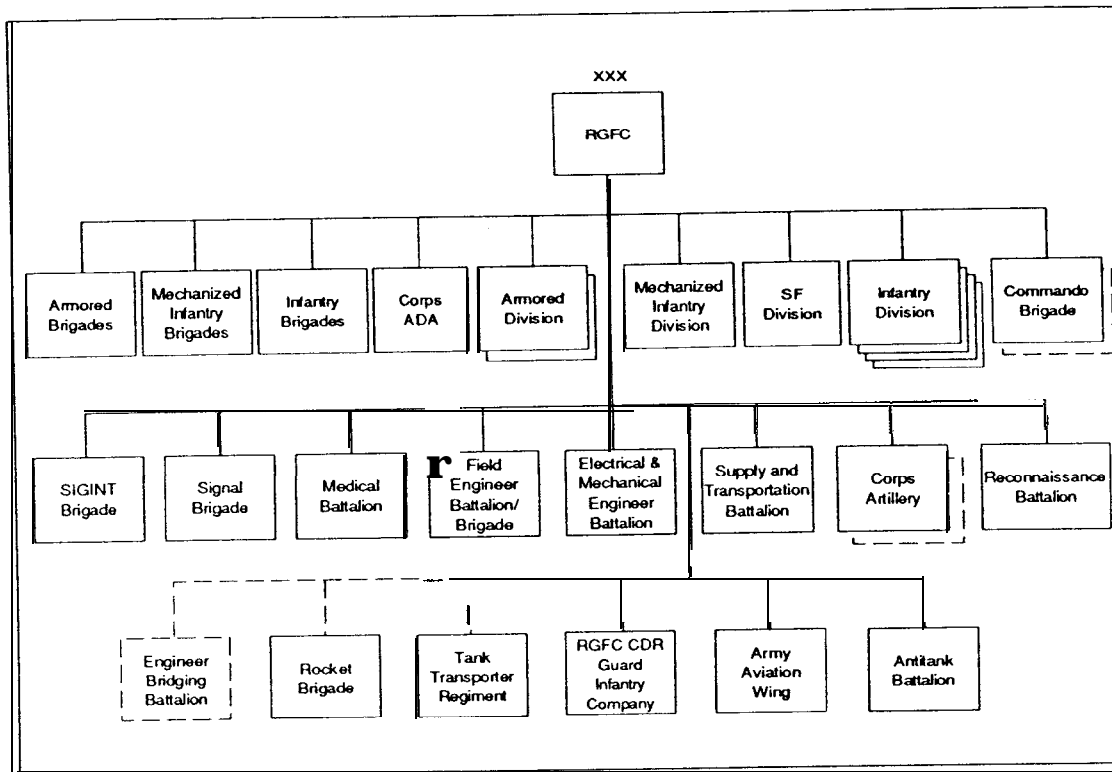 XXX
RGFC
Armored
Brigades
Mechanized
Infantry
Brigades
Infantry
Brigades
Corps
ADA
Armored
Division
Mechanized
Infantry
Division
SF
Division
Infantry
Division
Commando
Brigade
SIGINT
Brigade
Signal
Brigade
Medical
Battalion
r
Field
Engineer
Battalion/
Brigade
Electrical &
Mechanical
Engineer
Battalion
Supply and
Transportation
Battalion
Corps
Artillery
Reconnaissance
Battalion
Engineer
Bridging
Battalion
Rocket
Brigade
Tank
Transporter
Regiment
RGFC CDR
Guard
Infantry
Company
Army
Aviation
Wing
Antitank
Battalion